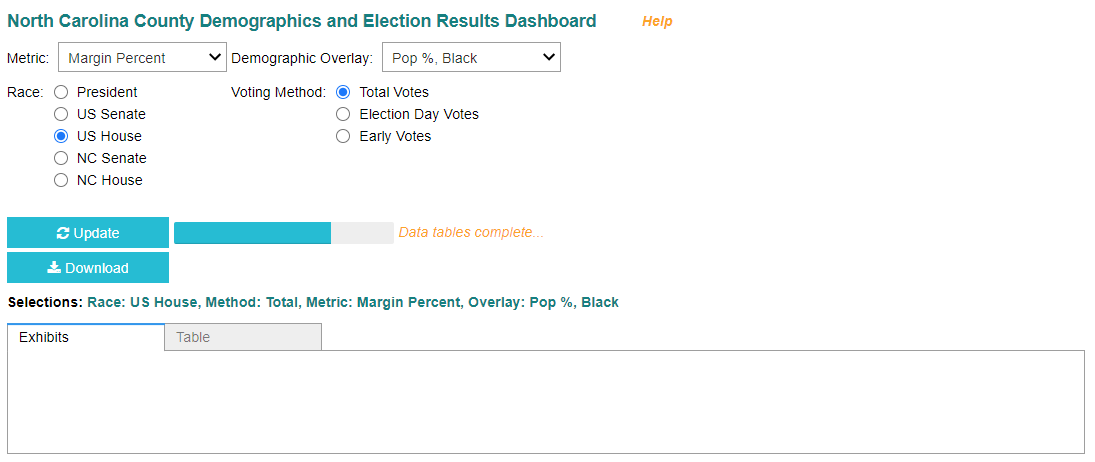 North Carolina County Demographics and Election Results Dashboard Help
Metric: Margin Percent Demographic Overlay: Pop %, Black
Race: President Voting Method: Total Votes
US Senate Election Day Votes
US House Early Votes
NC Senate
NC House
Update Data tables complete...
Download
Selections: Race: US House, Method: Total, Metric: Margin Percent, Overlay: Pop %, Black
Exhibits Table